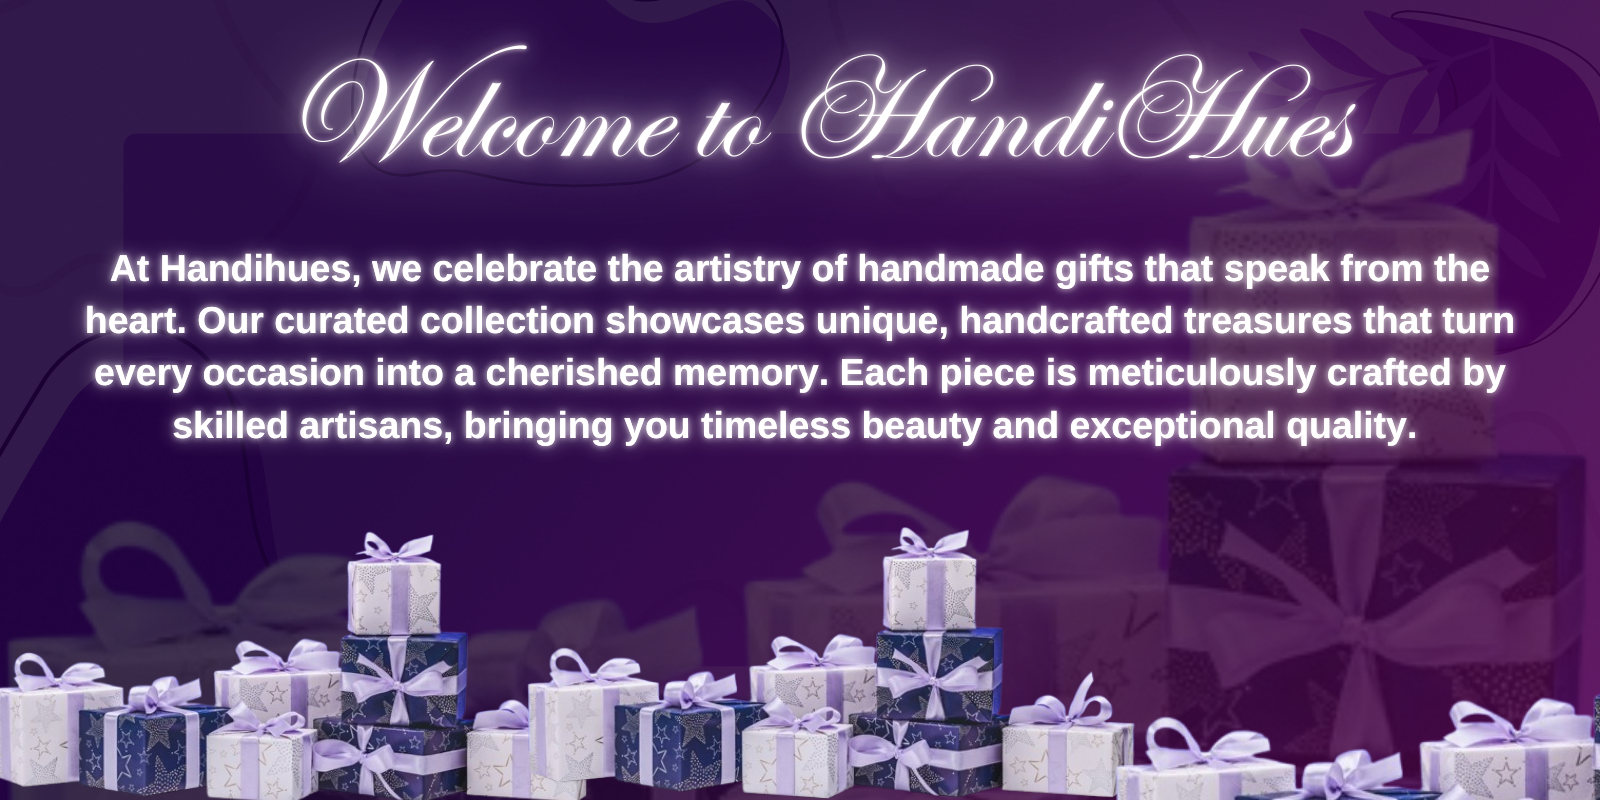 Welcome to HandiHues
At Handihues, we celebrate the artistry of handmade gifts that speak from the
heart. Our curated collection showcases unique, handcrafted treasures that turn
every occasion into a cherished memory. Each piece is meticulously crafted by
skilled artisans, bringing you timeless beauty and exceptional quality.